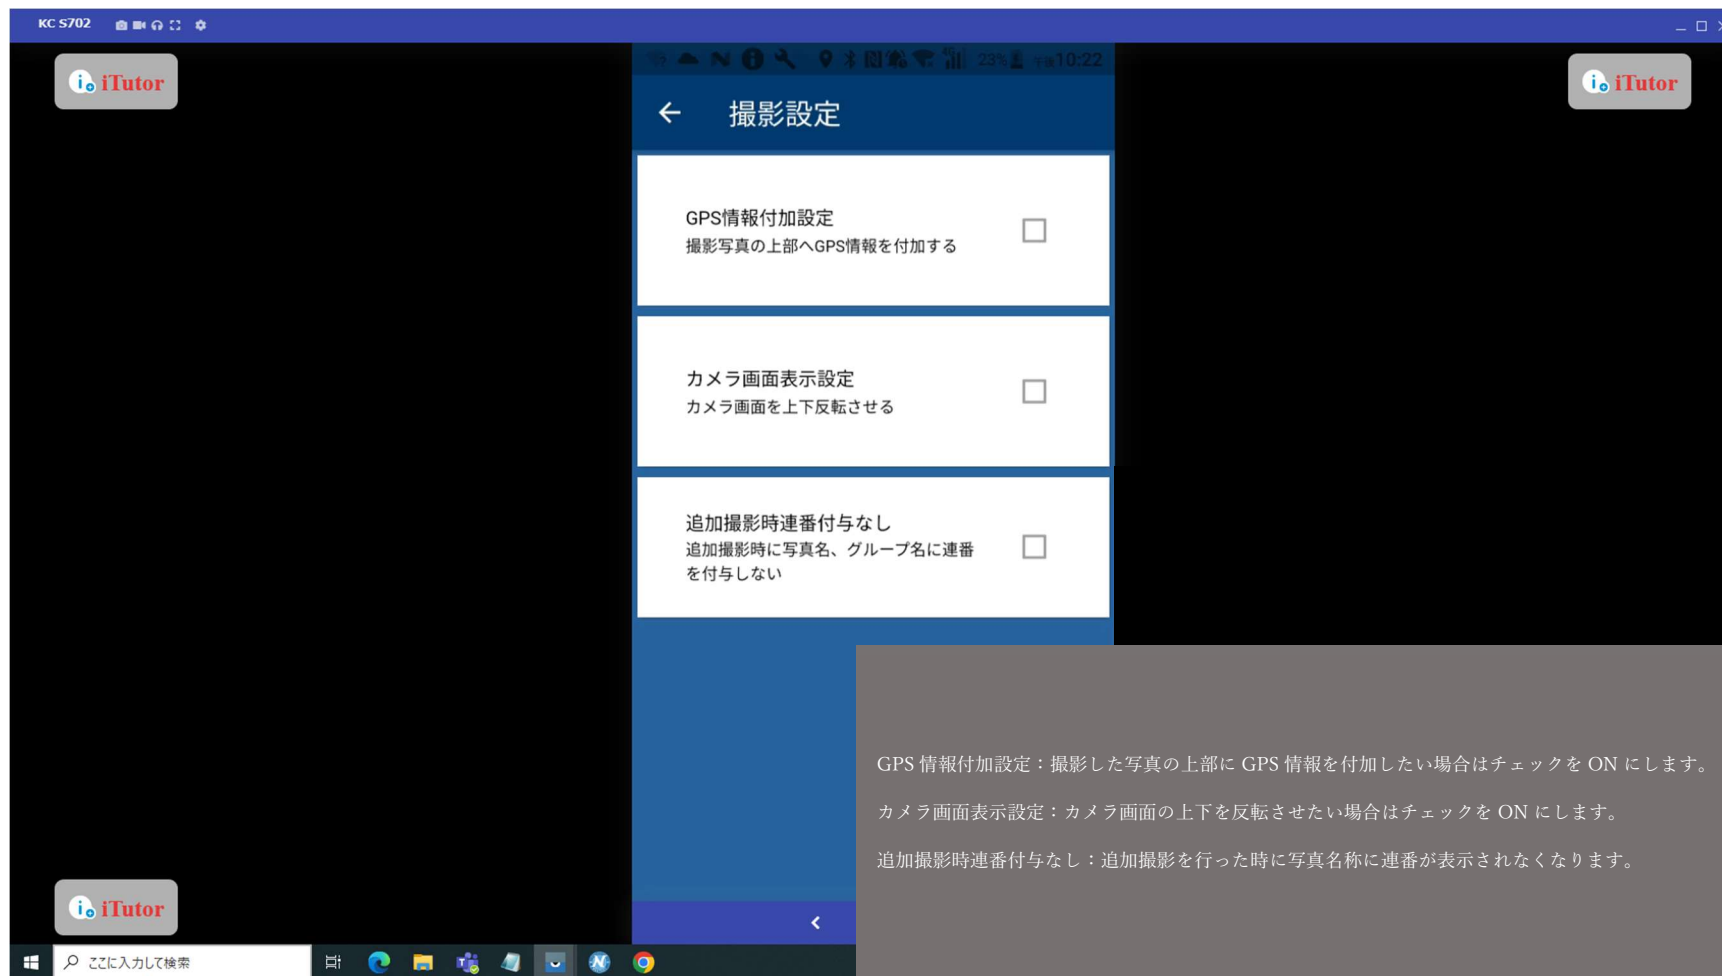 KC S702
iTutor
iTutor
23% 午後10:22
撮影設定
GPS情報付加設定
撮影写真の上部へGPS情報を付加する
カメラ画面表示設定
カメラ画面を上下反転させる
追加撮影時連番付与なし
追加撮影時に写真名、グループ名に連番
を付与しない
GPS 情報付加設定：撮影した写真の上部に GPS 情報を付加したい場合はチェックを ON にします。
カメラ画面表示設定：カメラ画面の上下を反転させたい場合はチェックを ON にします。
追加撮影時連番付与なし：追加撮影を行った時に写真名称に連番が表示されなくなります。
iTutor
ここに入力して検索